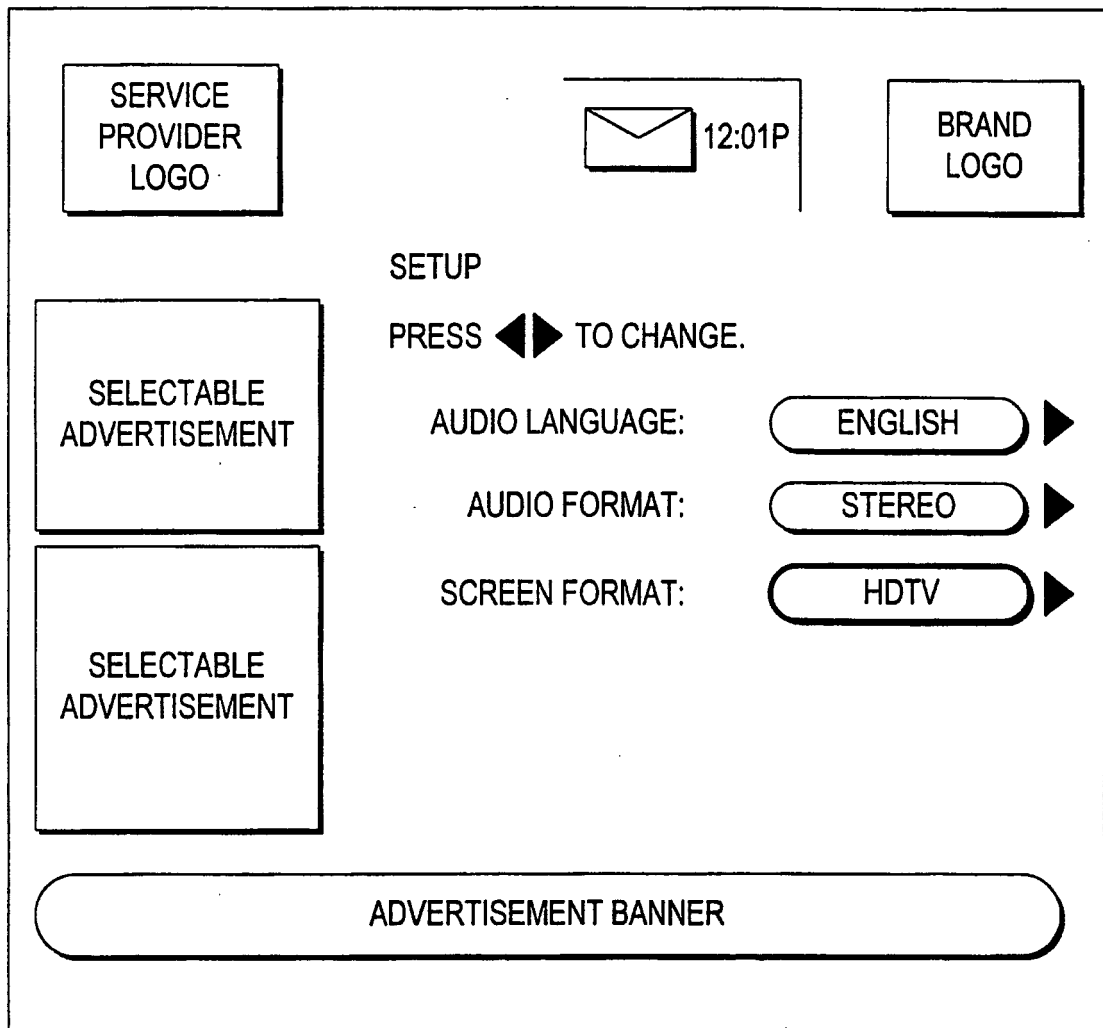 SERVICE
PROVIDER
LOGO
12:01P
BRAND
LOGO
SETUP
PRESS ◀▶ TO CHANGE.
SELECTABLE
ADVERTISEMENT
AUDIO LANGUAGE: ENGLISH ▶
AUDIO FORMAT: STEREO ▶
SCREEN FORMAT: HDTV ▶
SELECTABLE
ADVERTISEMENT
ADVERTISEMENT BANNER